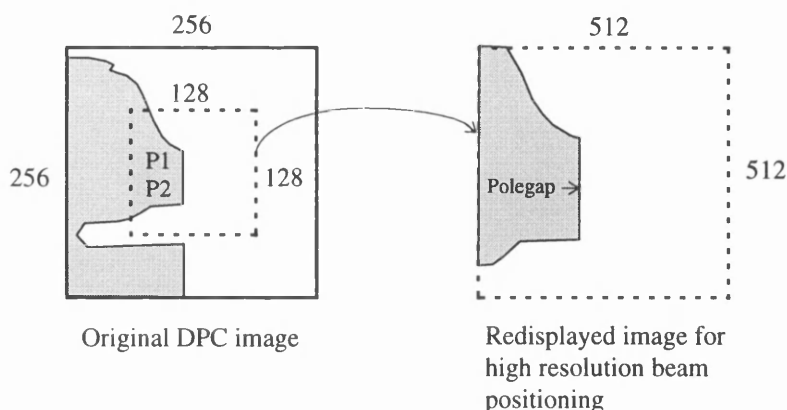 256
128
256
P1
P2
128
Original DPC image
512
512
Polegap
Redisplayed image for
high resolution beam
positioning